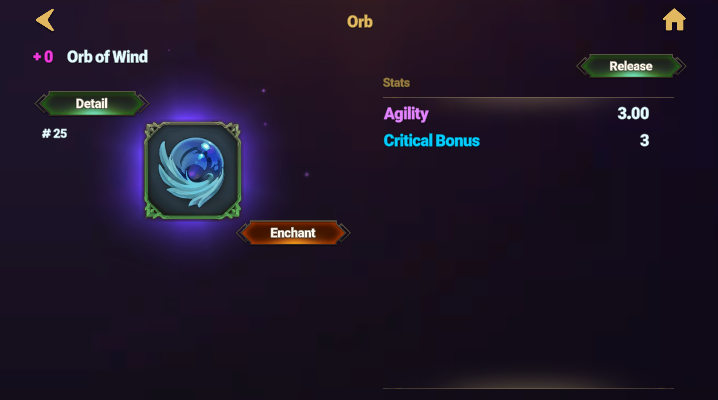 Orb
+ 0 Orb of Wind
Release
Stats
Detail
Agility 3.00
# 25
Critical Bonus 3
Enchant